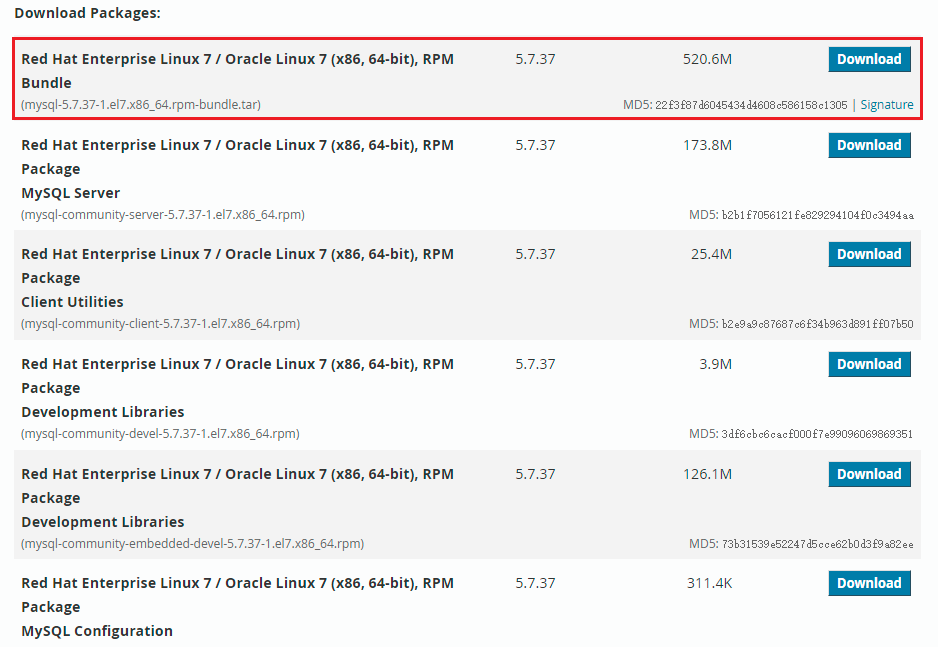 Download Packages:
Red Hat Enterprise Linux 7 / Oracle Linux 7 (x86, 64-bit), RPM 5.7.37 520.6M Download
Bundle
(mysql-5.7.37-1.el7.x86_64.rpm-bundle.tar) MD5: 22f3f87d6045434d4608c586158c1305 | Signature
Red Hat Enterprise Linux 7 / Oracle Linux 7 (x86, 64-bit), RPM 5.7.37 173.8M Download
Package
MySQL Server
(mysql-community-server-5.7.37-1.el7.x86_64.rpm) MD5: b2b1f7056121fe829294104f0c3494aa
Red Hat Enterprise Linux 7 / Oracle Linux 7 (x86, 64-bit), RPM 5.7.37 25.4M Download
Package
Client Utilities
(mysql-community-client-5.7.37-1.el7.x86_64.rpm) MD5: b2e9a9c87687c6f34b963d891ff07b50
Red Hat Enterprise Linux 7 / Oracle Linux 7 (x86, 64-bit), RPM 5.7.37 3.9M Download
Package
Development Libraries
(mysql-community-devel-5.7.37-1.el7.x86_64.rpm) MD5: 3df6cbc6cacf000f7e99096069869351
Red Hat Enterprise Linux 7 / Oracle Linux 7 (x86, 64-bit), RPM 5.7.37 126.1M Download
Package
Development Libraries
(mysql-community-embedded-devel-5.7.37-1.el7.x86_64.rpm) MD5: 73b31539e52247d5cce62b0d3f9a82ee
Red Hat Enterprise Linux 7 / Oracle Linux 7 (x86, 64-bit), RPM 5.7.37 311.4K Download
Package
MySQL Configuration